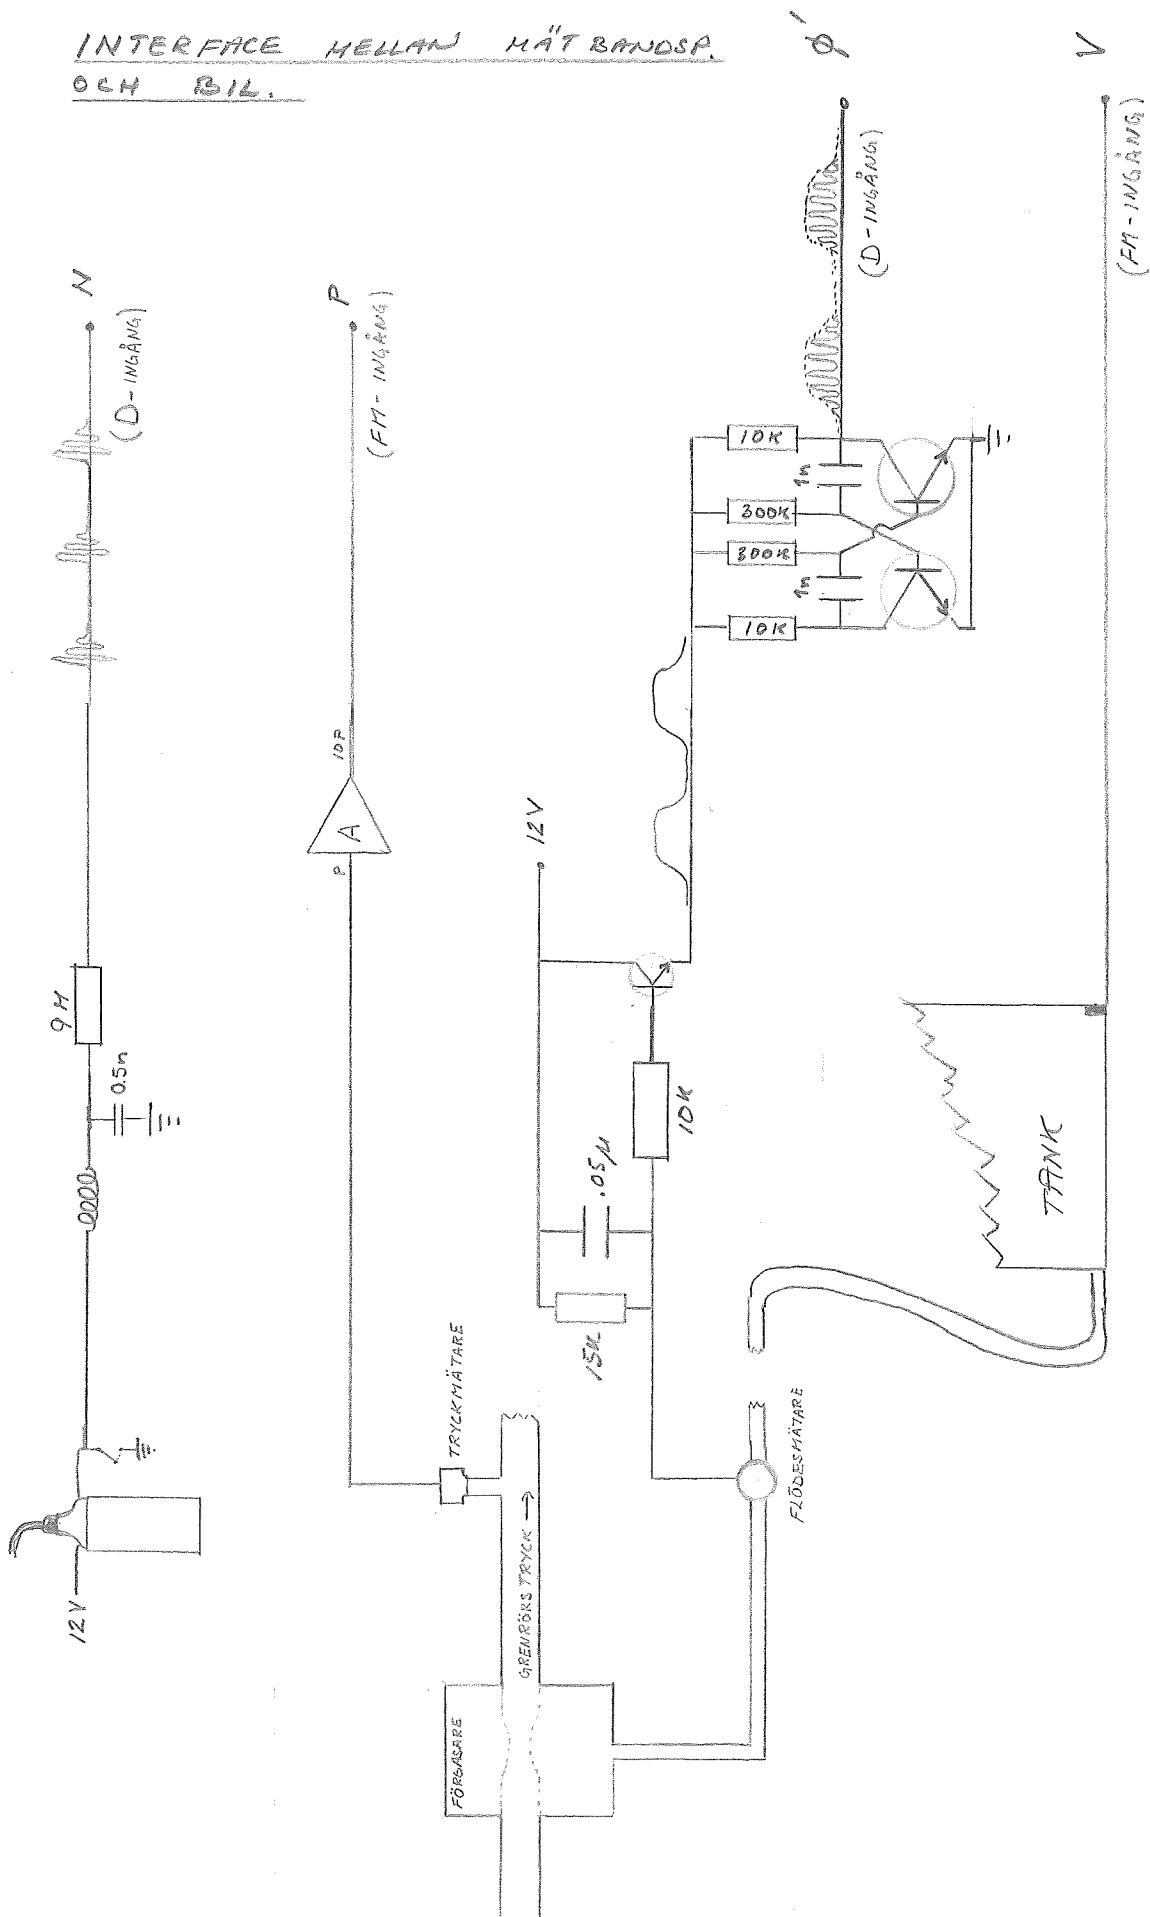 INTERFACE MELLAN MÄTBANDSP.
OCH BIL.
N
(D-INGÅNG)
9M
0.5n
12V
P
(FM-INGÅNG)
10P
A
P
TRYCKMÄTARE
GRENRÖRS TRYCK →
FÖRGASARE
12V
.05µ
15K
10K
FLÖDESMÄTARE
φ'
(D-INGÅNG)
10K
1n
300K
300K
1n
10K
V
(FM-INGÅNG)
TANK